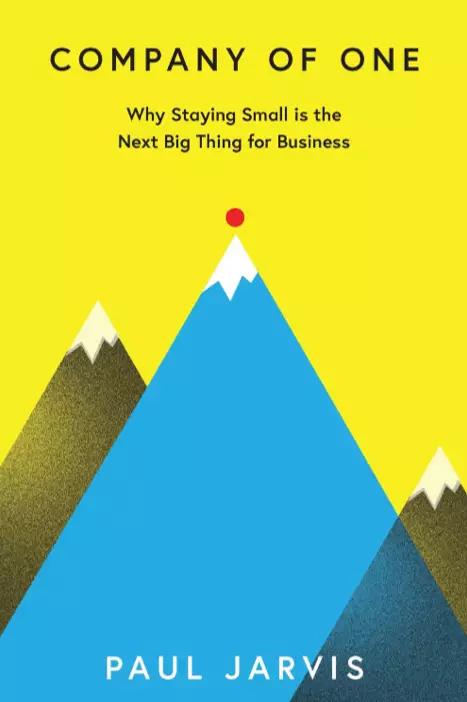 COMPANY OF ONE
Why Staying Small is the
Next Big Thing for Business
PAUL JARVIS